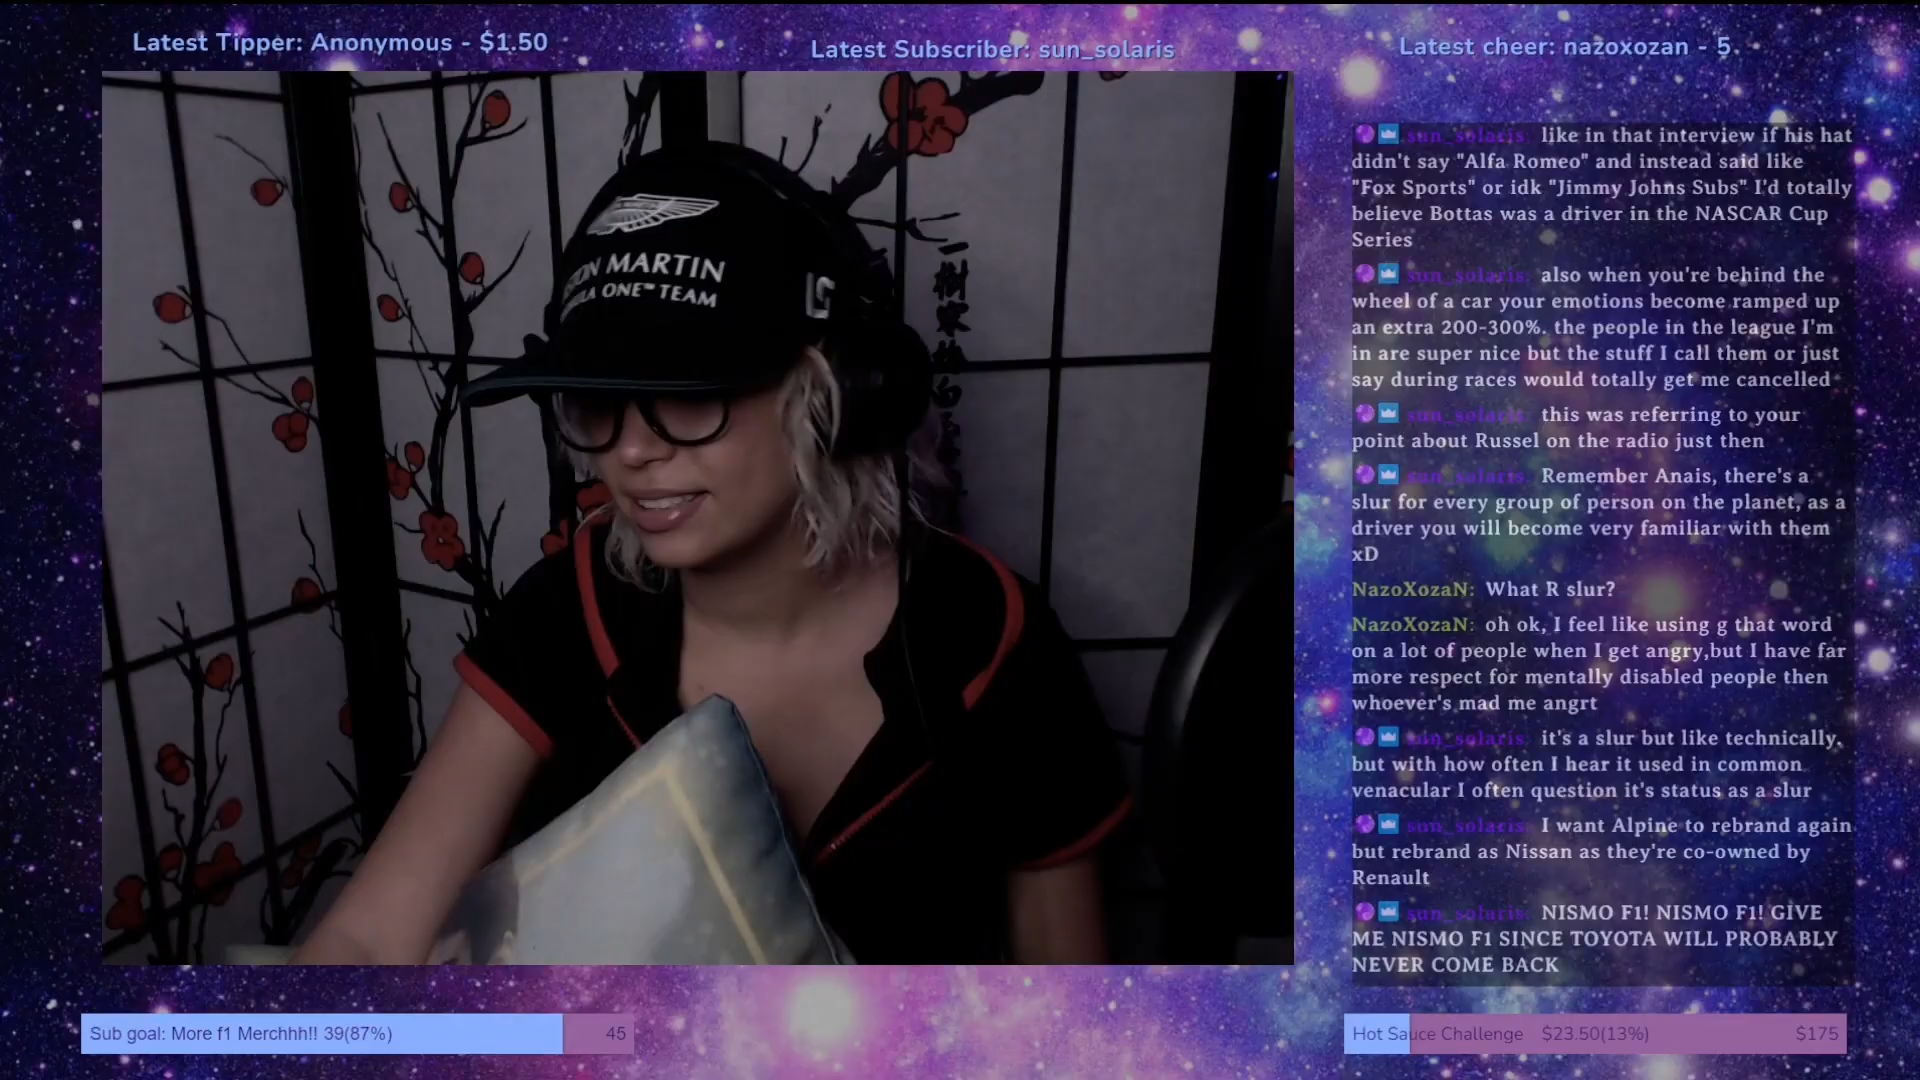 Latest Tipper: Anonymous - $1.50
Latest Subscriber: sun_solaris
Latest cheer: nazoxozan - 5
MARTIN
ONE™ TEAM
sun_solaris: like in that interview if his hat
didn't say "Alfa Romeo" and instead said like
"Fox Sports" or idk "Jimmy Johns Subs" I'd totally
believe Bottas was a driver in the NASCAR Cup
Series
sun_solaris: also when you're behind the
wheel of a car your emotions become ramped up
an extra 200-300%. the people in the league I'm
in are super nice but the stuff I call them or just
say during races would totally get me cancelled
sun_solaris: this was referring to your
point about Russel on the radio just then
sun_solaris: Remember Anais, there's a
slur for every group of person on the planet, as a
driver you will become very familiar with them
xD
NazoXozaN: What R slur?
NazoXozaN: oh ok, I feel like using g that word
on a lot of people when I get angry,but I have far
more respect for mentally disabled people then
whoever's mad me angrt
sun_solaris: it's a slur but like technically.
but with how often I hear it used in common
venacular I often question it's status as a slur
sun_solaris: I want Alpine to rebrand again
but rebrand as Nissan as they're co-owned by
Renault
sun_solaris: NISMO F1! NISMO F1! GIVE
ME NISMO F1 SINCE TOYOTA WILL PROBABLY
NEVER COME BACK
Sub goal: More f1 Merchhh!! 39(87%)
45
Hot Sauce Challenge $23.50(13%)
$175